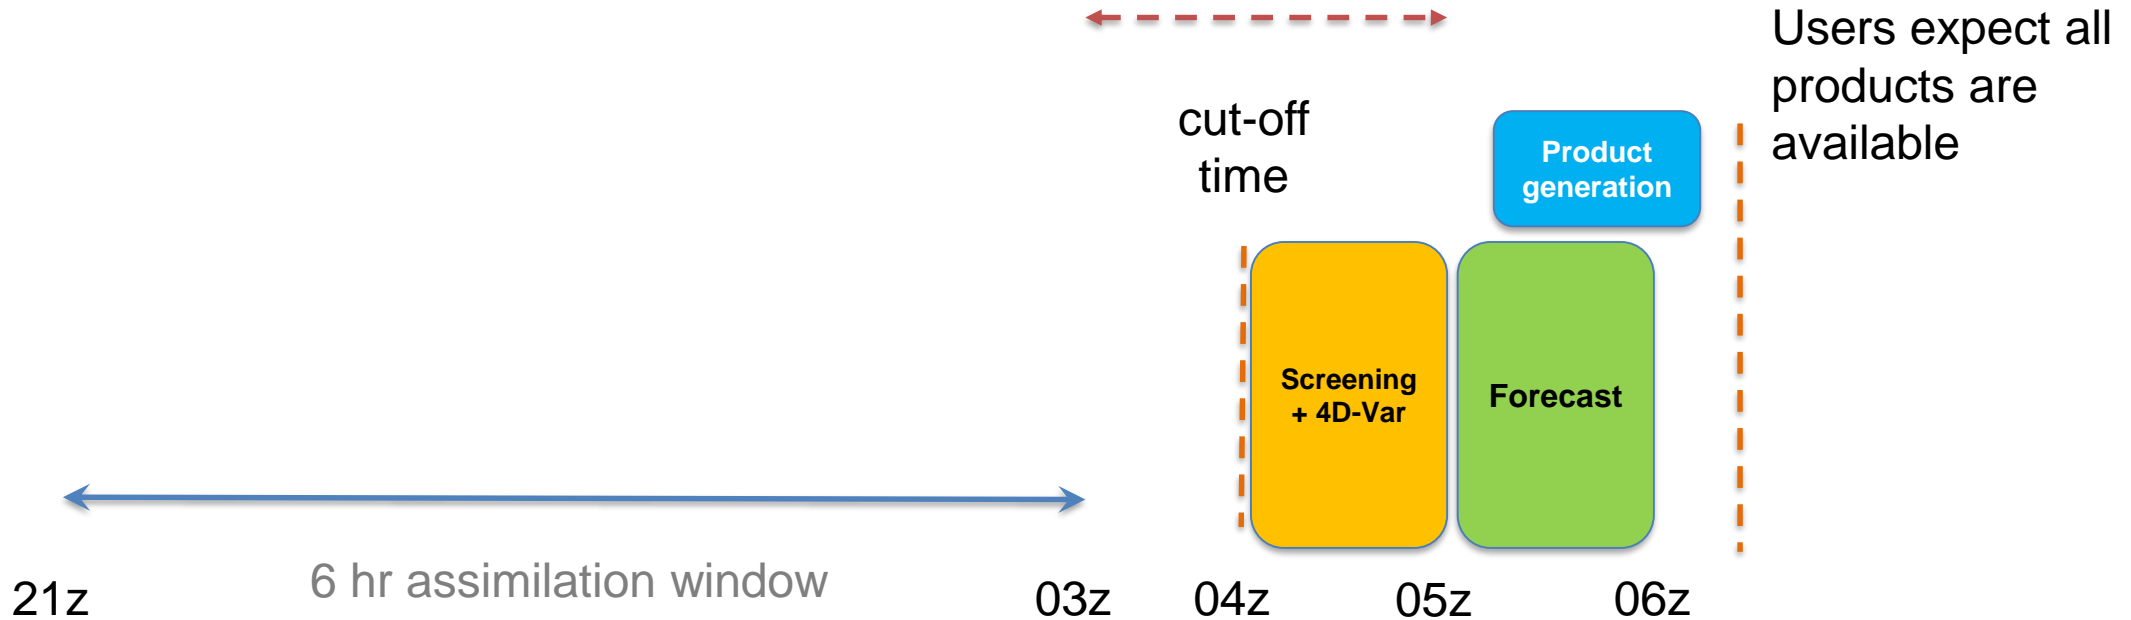 Users expect all
products are
available
cut-off
time
Product
generation
Screening
+ 4D-Var
Forecast
6 hr assimilation window
21z
03z
04z
05z
06z